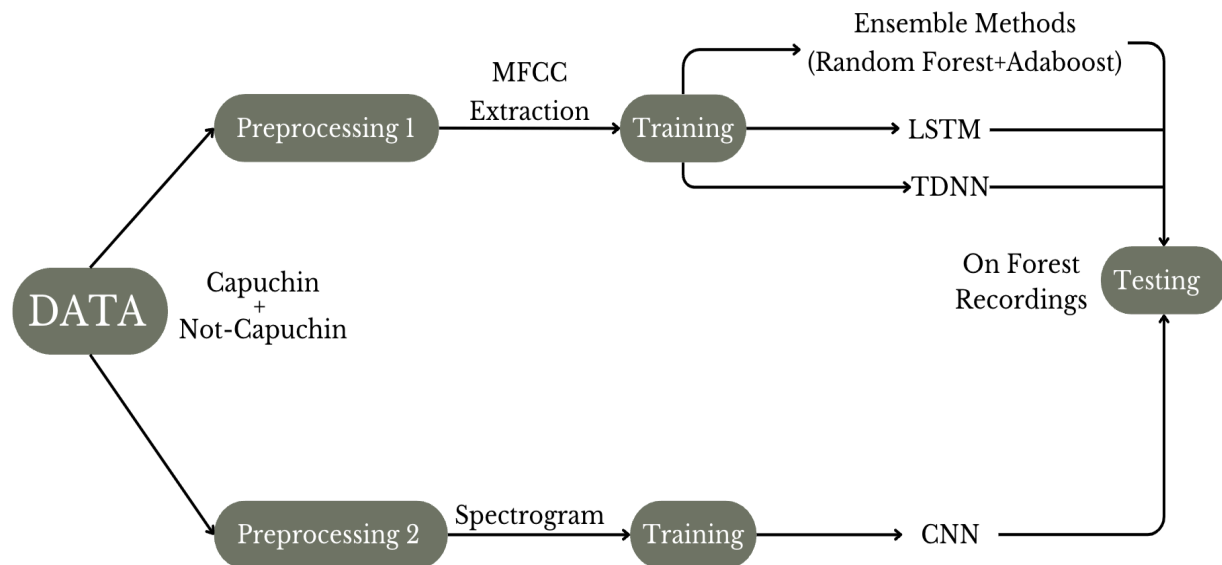 Ensemble Methods
(Random Forest+Adaboost)
MFCC
Extraction
Preprocessing 1
Training
LSTM
TDNN
DATA
Capuchin
+
Not-Capuchin
On Forest
Recordings
Testing
Preprocessing 2
Spectrogram
Training
CNN